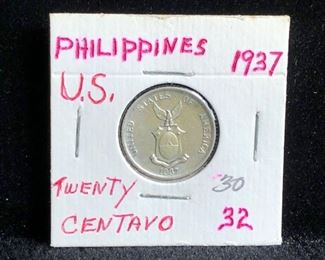 PHILIPPINES 1937
U.S.
UNITED STATES OF AMERICA
1937
TWENTY 30
CENTAVO 32